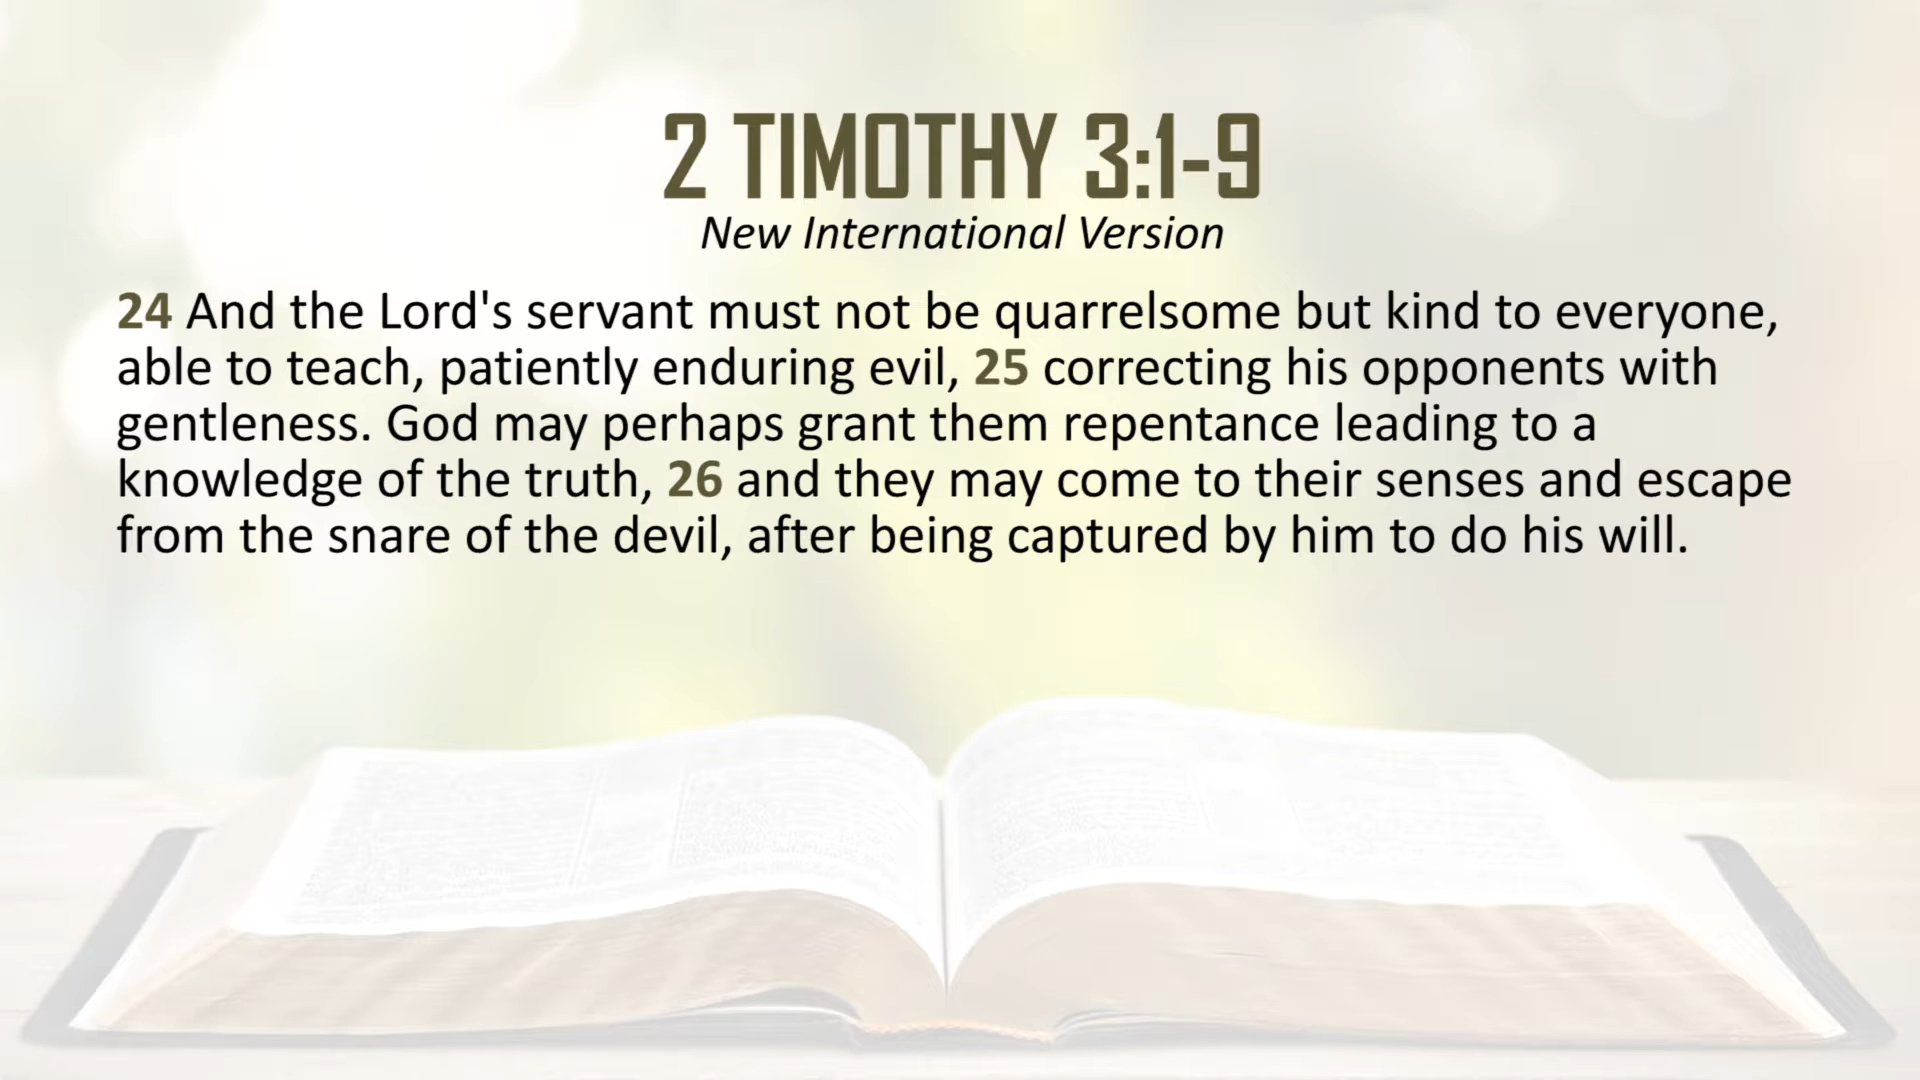 2 TIMOTHY 3:1-9
New International Version
24 And the Lord's servant must not be quarrelsome but kind to everyone,
able to teach, patiently enduring evil, 25 correcting his opponents with
gentleness. God may perhaps grant them repentance leading to a
knowledge of the truth, 26 and they may come to their senses and escape
from the snare of the devil, after being captured by him to do his will.